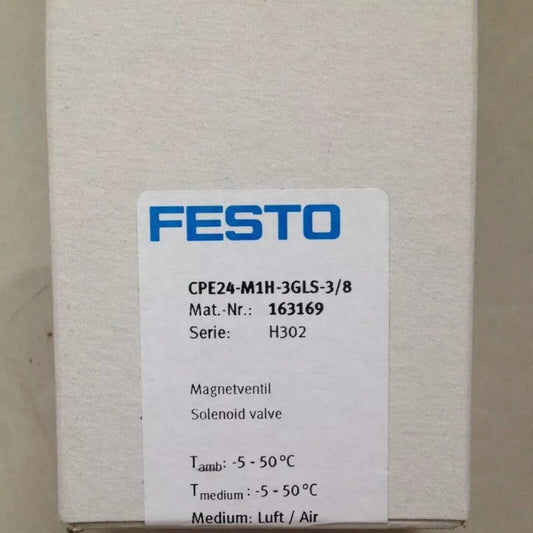 FESTO
CPE24-M1H-3GLS-3/8
Mat.-Nr.: 163169
Serie: H302
Magnetventil
Solenoid valve
Tamb: -5 - 50 °C
Tmedium : -5 - 50 °C
Medium: Luft / Air